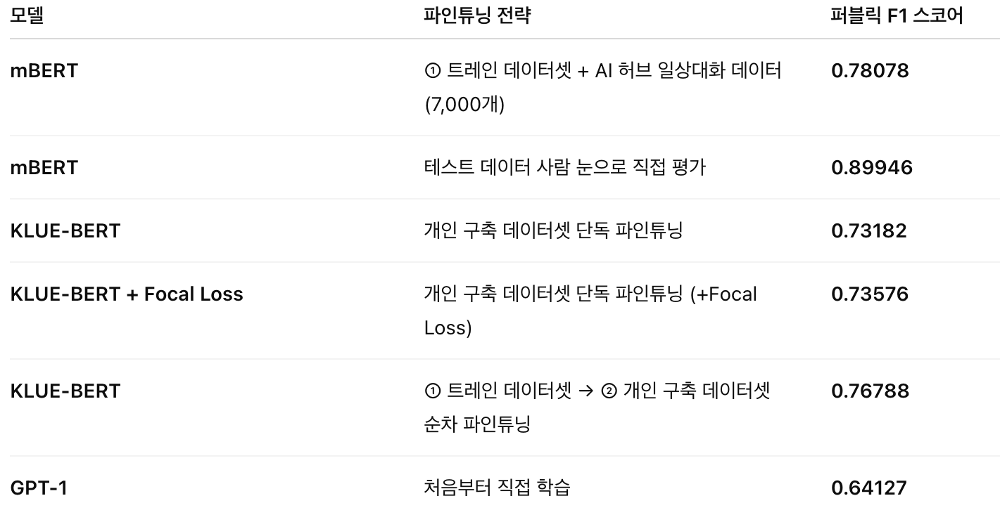 모델 파인튜닝 전략 퍼블릭 F1 스코어
mBERT ① 트레인 데이터셋 + AI 허브 일상대화 데이터 0.78078
(7,000개)
mBERT 테스트 데이터 사람 눈으로 직접 평가 0.89946
KLUE-BERT 개인 구축 데이터셋 단독 파인튜닝 0.73182
KLUE-BERT + Focal Loss 개인 구축 데이터셋 단독 파인튜닝 (+Focal 0.73576
Loss)
KLUE-BERT ① 트레인 데이터셋 → ② 개인 구축 데이터셋 0.76788
순차 파인튜닝
GPT-1 처음부터 직접 학습 0.64127